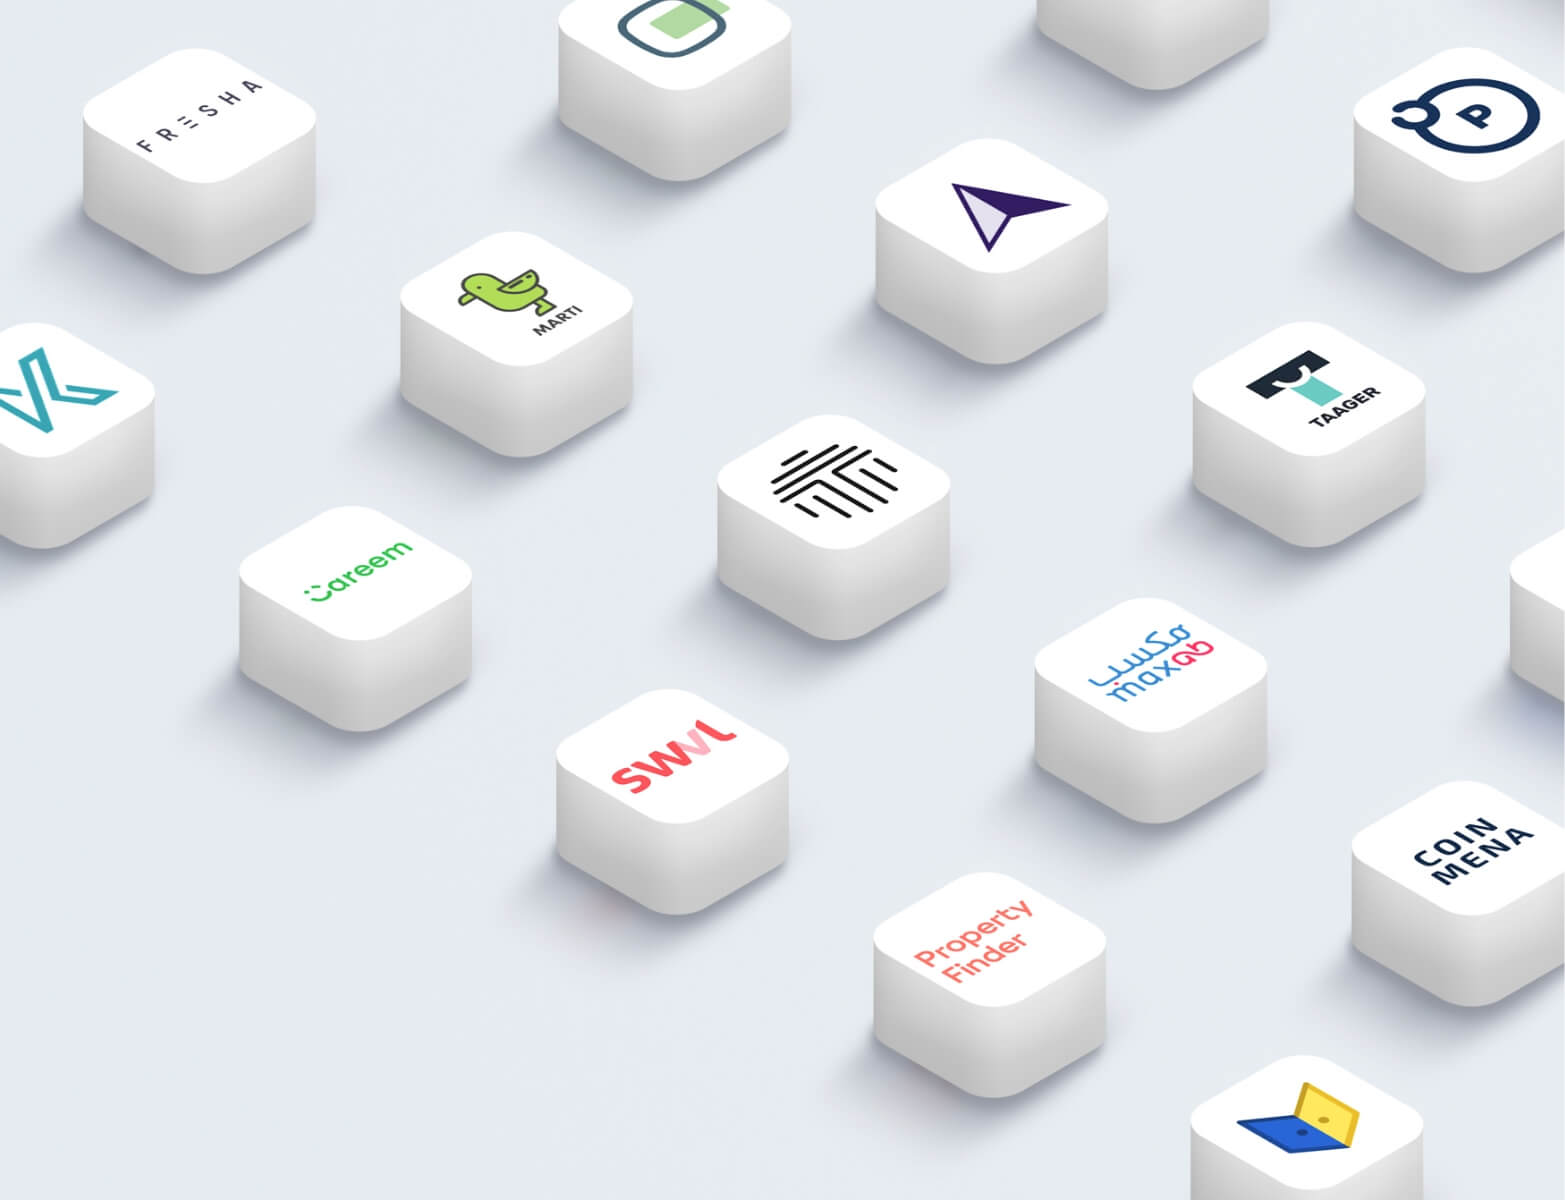 FRESHA
P
MARTI
TAAGER
careem
مكسب
maxab
SWVL
COIN
MENA
Property
Finder